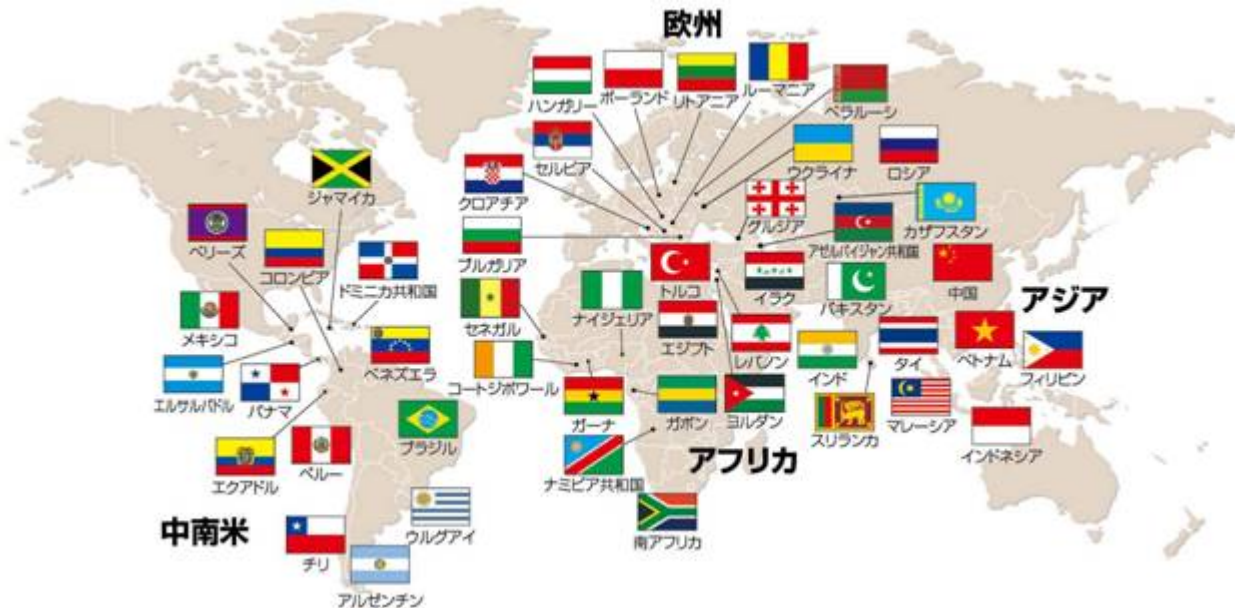 欧州
ハンガリー
ポーランド
リトアニア
ルーマニア
ベラルーシ
セルビア
ウクライナ
ロシア
クロアチア
グルジア
カザフスタン
アゼルバイジャン共和国
ブルガリア
トルコ
イラク
パキスタン
中国
アジア
ジャマイカ
ベリーズ
コロンビア
ドミニカ共和国
メキシコ
ベネズエラ
エルサルバドル
パナマ
エクアドル
ペルー
ブラジル
中南米
チリ
ウルグアイ
アルゼンチン
セネガル
ナイジェリア
エジプト
レバノン
コートジボワール
ガーナ
ガボン
ヨルダン
アフリカ
ナミビア共和国
南アフリカ
インド
タイ
ベトナム
フィリピン
スリランカ
マレーシア
インドネシア